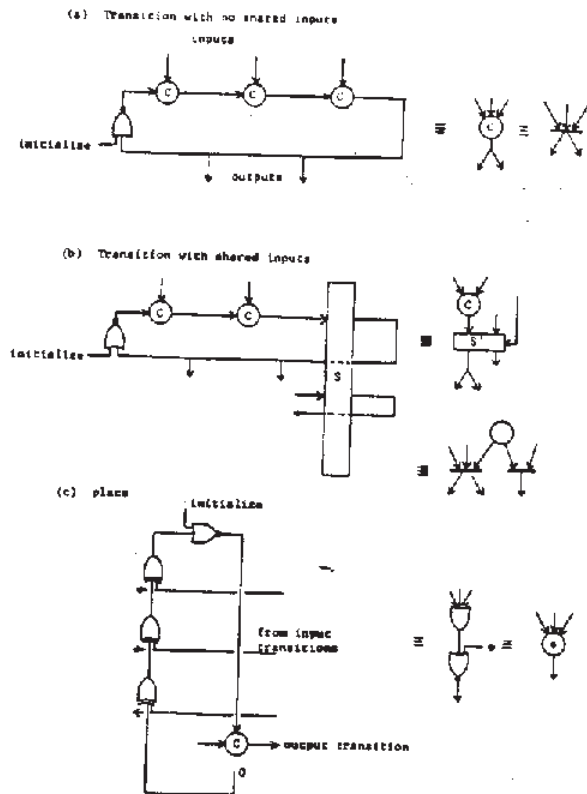 (a) Transition with no shared inputs
inputs
C C C
initialize
outputs
≡ C ≡
(b) Transition with shared inputs
C C
initialize
S
≡ C
S'
≡
(c) place
initialize
from input
transitions
≡ ≡
C output transition
Q